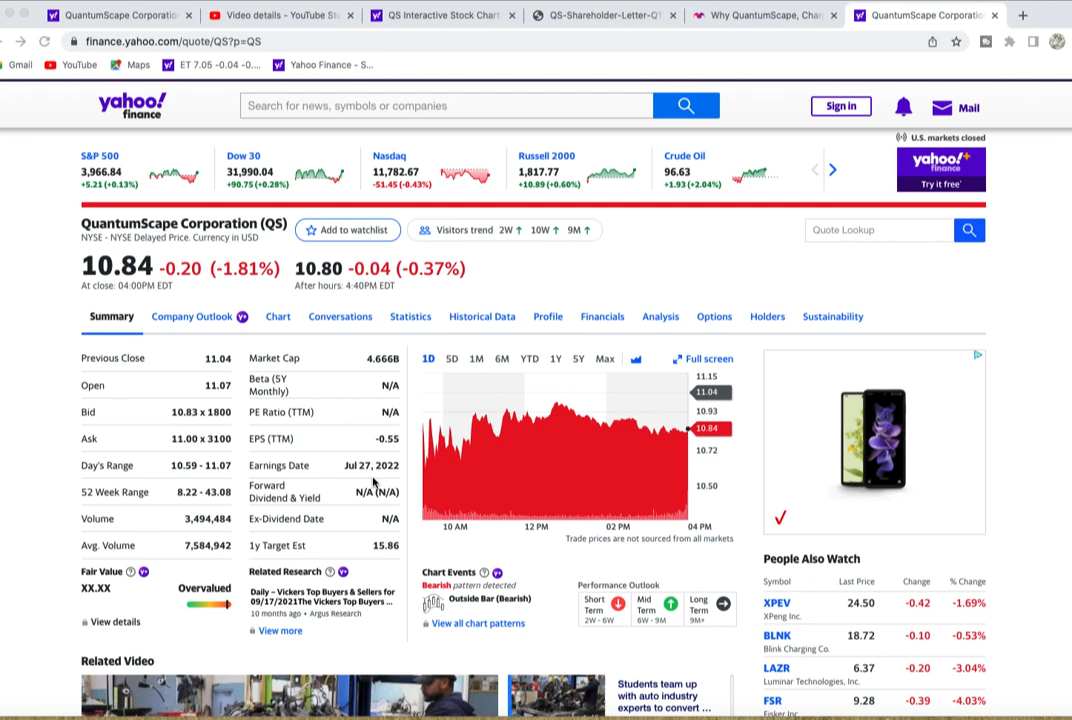 QuantumScape Corporatio
Video details - YouTube Stu
QS Interactive Stock Chart
QS-Shareholder-Letter-Q1
Why QuantumScape, Char
QuantumScape Corporatio
finance.yahoo.com/quote/QS?p=QS
Gmail
YouTube
Maps
ET 7.05 -0.04 -0....
Yahoo Finance - S...
yahoo!
finance
Search for news, symbols or companies
Sign in
Mail
U.S. markets closed
S&P 500
3,966.84
+5.21 (+0.13%)
Dow 30
31,990.04
+90.75 (+0.28%)
Nasdaq
11,782.67
-51.45 (-0.43%)
Russell 2000
1,817.77
+10.89 (+0.60%)
Crude Oil
96.63
+1.93 (+2.04%)
yahoo!+
finance
Try it free*
QuantumScape Corporation (QS)
NYSE - NYSE Delayed Price. Currency in USD
Add to watchlist
Visitors trend 2W↑ 10W↑ 9M↑
Quote Lookup
10.84 -0.20 (-1.81%)
At close: 04:00PM EDT
10.80 -0.04 (-0.37%)
After hours: 4:40PM EDT
Summary
Company Outlook
Chart
Conversations
Statistics
Historical Data
Profile
Financials
Analysis
Options
Holders
Sustainability
Previous Close 11.04
Open 11.07
Bid 10.83 x 1800
Ask 11.00 x 3100
Day's Range 10.59 - 11.07
52 Week Range 8.22 - 43.08
Volume 3,494,484
Avg. Volume 7,584,942
Market Cap 4.666B
Beta (5Y
Monthly) N/A
PE Ratio (TTM) N/A
EPS (TTM) -0.55
Earnings Date Jul 27, 2022
Forward
Dividend & Yield N/A (N/A)
Ex-Dividend Date N/A
1y Target Est 15.86
1D 5D 1M 6M YTD 1Y 5Y Max
Full screen
11.15
11.04
10.93
10.84
10.72
10.50
10 AM 12 PM 02 PM 04 PM
Trade prices are not sourced from all markets
Fair Value
XX.XX
Overvalued
View details
Related Research
Daily – Vickers Top Buyers & Sellers for
09/17/2021The Vickers Top Buyers ...
10 months ago • Argus Research
View more
Chart Events
Bearish pattern detected
Outside Bar (Bearish)
View all chart patterns
Performance Outlook
Short
Term
2W - 6W
Mid
Term
6W - 9M
Long
Term
9M+
People Also Watch
Symbol Last Price Change % Change
XPEV 24.50 -0.42 -1.69%
XPeng Inc.
BLNK 18.72 -0.10 -0.53%
Blink Charging Co.
LAZR 6.37 -0.20 -3.04%
Luminar Technologies, Inc.
FSR 9.28 -0.39 -4.03%
Fisker Inc.
Related Video
Students team up
with auto industry
experts to convert ...